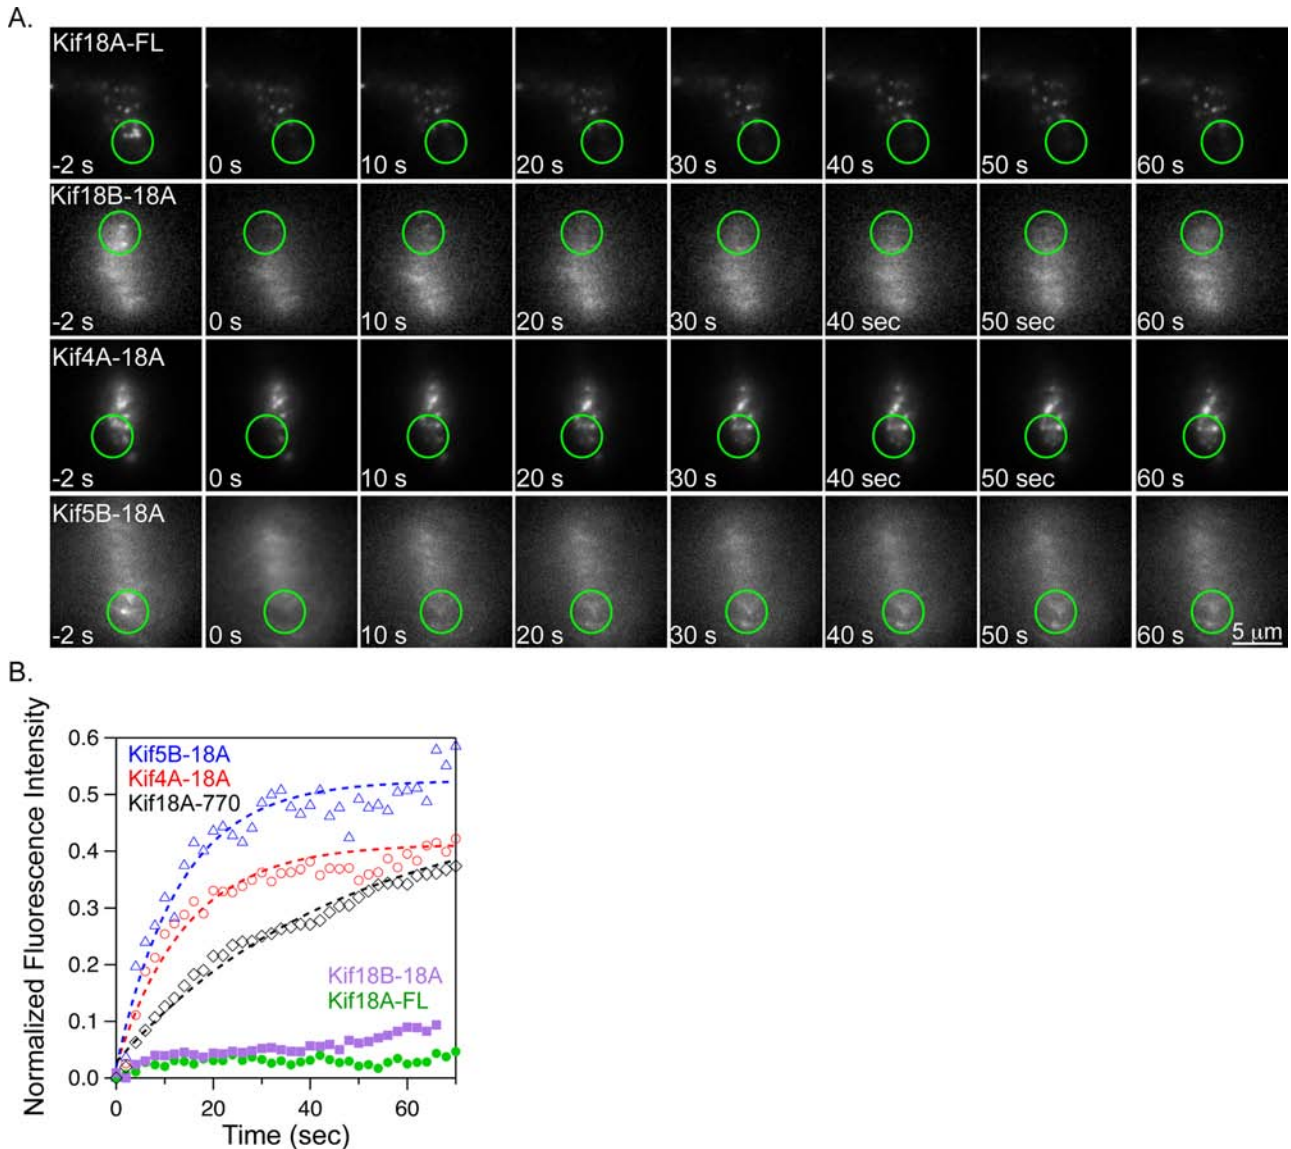 A.
Kif18A-FL
-2 s 0 s 10 s 20 s 30 s 40 s 50 s 60 s
Kif18B-18A
-2 s 0 s 10 s 20 s 30 s 40 sec 50 sec 60 s
Kif4A-18A
-2 s 0 s 10 s 20 s 30 s 40 sec 50 sec 60 s
Kif5B-18A
-2 s 0 s 10 s 20 s 30 s 40 s 50 s 60 s
5 μm
B.
Normalized Fluorescence Intensity
0.6
0.5
0.4
0.3
0.2
0.1
0.0
Kif5B-18A
Kif4A-18A
Kif18A-770
Kif18B-18A
Kif18A-FL
0 20 40 60
Time (sec)